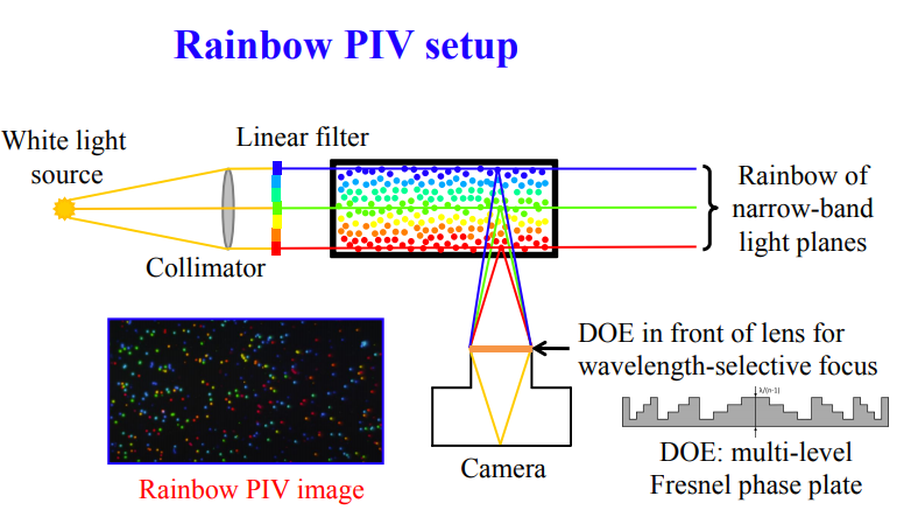 Rainbow PIV setup
White light
source
Linear filter
Collimator
Rainbow of
narrow-band
light planes
DOE in front of lens for
wavelength-selective focus
λ/(n-1)
DOE: multi-level
Fresnel phase plate
Camera
Rainbow PIV image